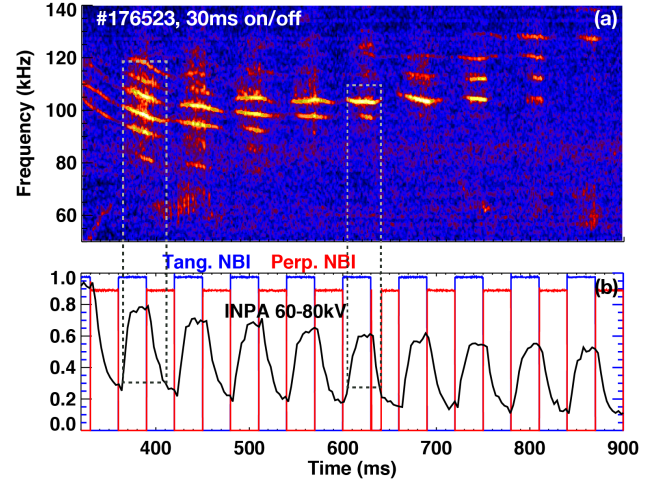 #176523, 30ms on/off (a)
140
120
100
80
60
Frequency (kHz)
Tang. NBI Perp. NBI
(b)
INPA 60-80kV
1.0
0.8
0.6
0.4
0.2
0.0
400 500 600 700 800 900
Time (ms)